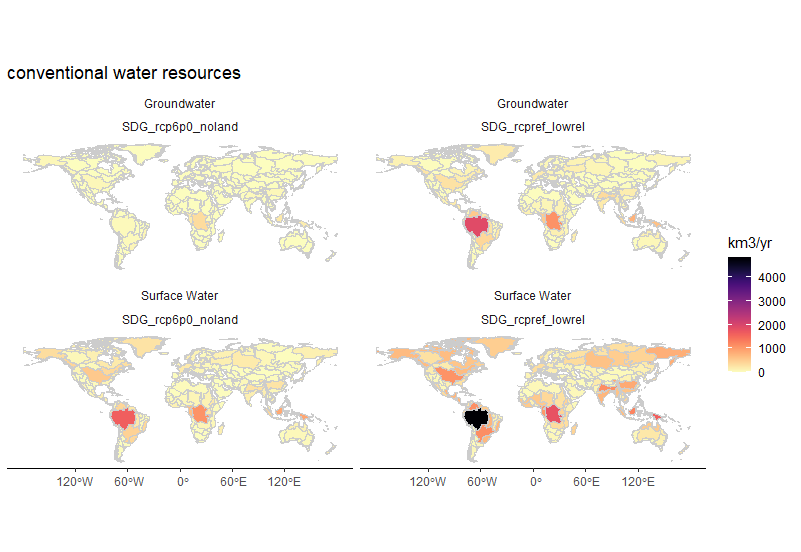 conventional water resources
Groundwater
Groundwater
SDG_rcp6p0_noland
SDG_rcpref_lowrel
Surface Water
Surface Water
SDG_rcp6p0_noland
SDG_rcpref_lowrel
120°W 60°W 0° 60°E 120°E
120°W 60°W 0° 60°E 120°E
km3/yr
4000
3000
2000
1000
0